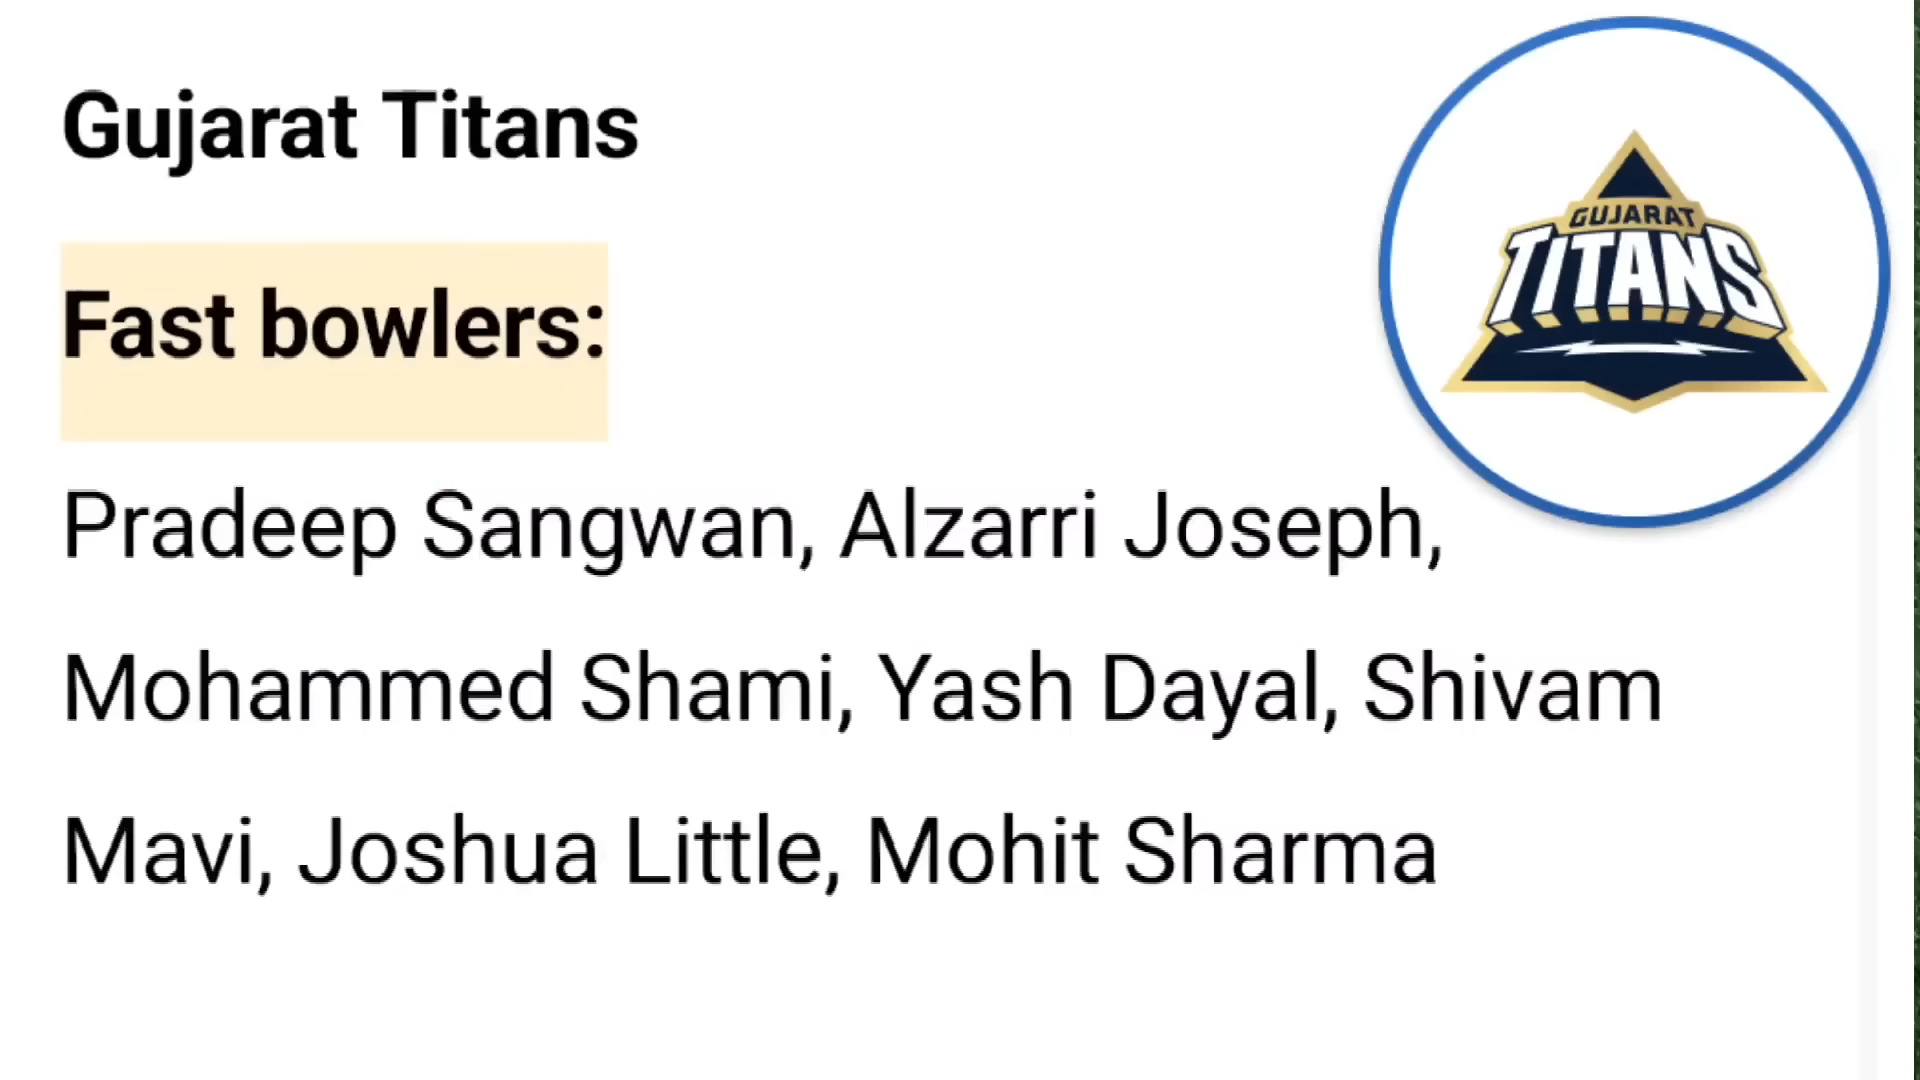 Gujarat Titans
GUJARAT
TITANS
Fast bowlers:
Pradeep Sangwan, Alzarri Joseph,
Mohammed Shami, Yash Dayal, Shivam
Mavi, Joshua Little, Mohit Sharma